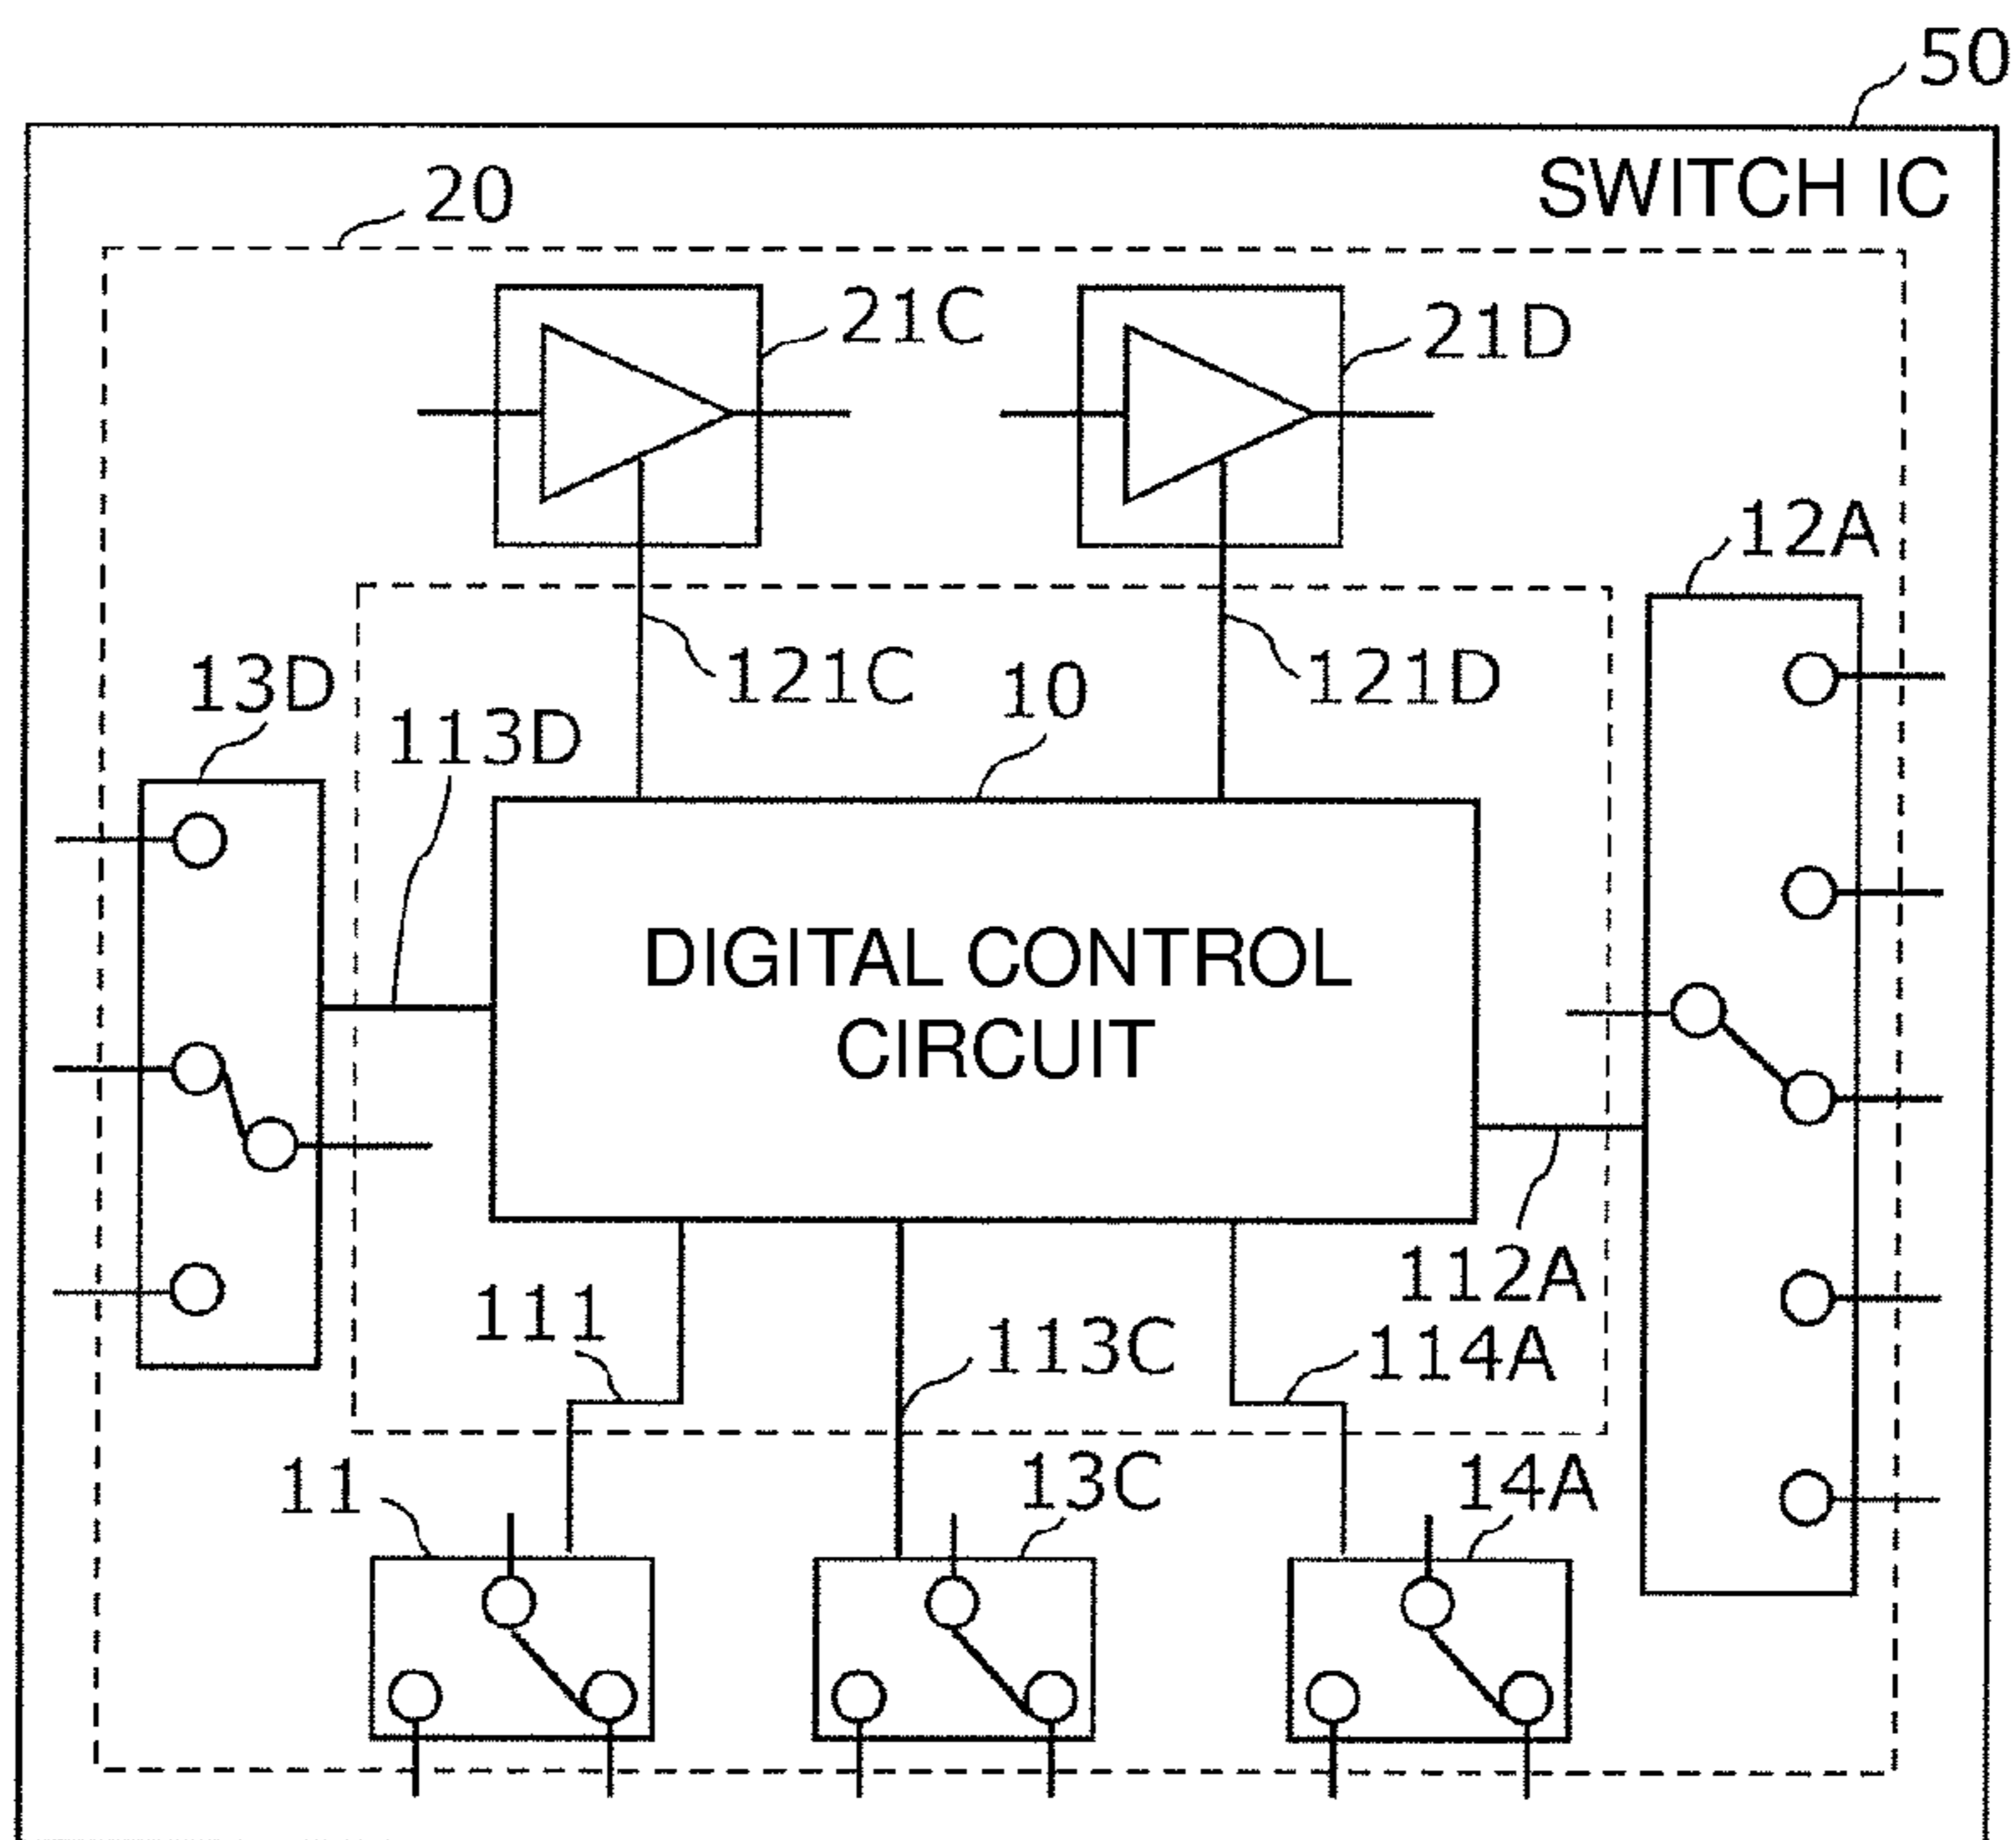 50
SWITCH IC
20
21C
21D
12A
121C
10
121D
13D
113D
DIGITAL CONTROL
CIRCUIT
112A
111
113C
114A
11
13C
14A